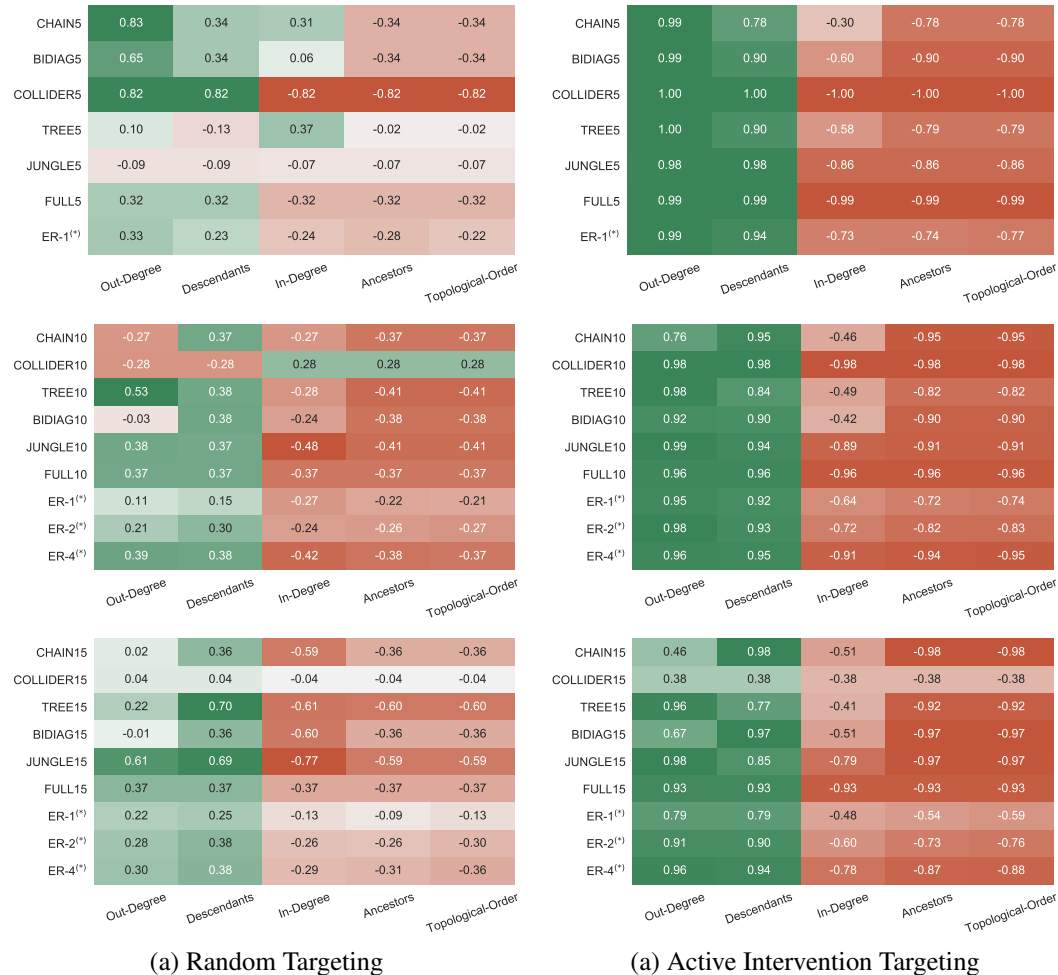 CHAIN5 0.83 0.34 0.31 -0.34 -0.34
BIDIAG5 0.65 0.34 0.06 -0.34 -0.34
COLLIDER5 0.82 0.82 -0.82 -0.82 -0.82
TREE5 0.10 -0.13 0.37 -0.02 -0.02
JUNGLE5 -0.09 -0.09 -0.07 -0.07 -0.07
FULL5 0.32 0.32 -0.32 -0.32 -0.32
ER-1(*) 0.33 0.23 -0.24 -0.28 -0.22
Out-Degree Descendants In-Degree Ancestors Topological-Order
CHAIN5 0.99 0.78 -0.30 -0.78 -0.78
BIDIAG5 0.99 0.90 -0.60 -0.90 -0.90
COLLIDER5 1.00 1.00 -1.00 -1.00 -1.00
TREE5 1.00 0.90 -0.58 -0.79 -0.79
JUNGLE5 0.98 0.98 -0.86 -0.86 -0.86
FULL5 0.99 0.99 -0.99 -0.99 -0.99
ER-1(*) 0.99 0.94 -0.73 -0.74 -0.77
Out-Degree Descendants In-Degree Ancestors Topological-Order
CHAIN10 -0.27 0.37 -0.27 -0.37 -0.37
COLLIDER10 -0.28 -0.28 0.28 0.28 0.28
TREE10 0.53 0.38 -0.28 -0.41 -0.41
BIDIAG10 -0.03 0.38 -0.24 -0.38 -0.38
JUNGLE10 0.38 0.37 -0.48 -0.41 -0.41
FULL10 0.37 0.37 -0.37 -0.37 -0.37
ER-1(*) 0.11 0.15 -0.27 -0.22 -0.21
ER-2(*) 0.21 0.30 -0.24 -0.26 -0.27
ER-4(*) 0.39 0.38 -0.42 -0.38 -0.37
Out-Degree Descendants In-Degree Ancestors Topological-Order
CHAIN10 0.76 0.95 -0.46 -0.95 -0.95
COLLIDER10 0.98 0.98 -0.98 -0.98 -0.98
TREE10 0.98 0.84 -0.49 -0.82 -0.82
BIDIAG10 0.92 0.90 -0.42 -0.90 -0.90
JUNGLE10 0.99 0.94 -0.89 -0.91 -0.91
FULL10 0.96 0.96 -0.96 -0.96 -0.96
ER-1(*) 0.95 0.92 -0.64 -0.72 -0.74
ER-2(*) 0.98 0.93 -0.72 -0.82 -0.83
ER-4(*) 0.96 0.95 -0.91 -0.94 -0.95
Out-Degree Descendants In-Degree Ancestors Topological-Order
CHAIN15 0.02 0.36 -0.59 -0.36 -0.36
COLLIDER15 0.04 0.04 -0.04 -0.04 -0.04
TREE15 0.22 0.70 -0.61 -0.60 -0.60
BIDIAG15 -0.01 0.36 -0.60 -0.36 -0.36
JUNGLE15 0.61 0.69 -0.77 -0.59 -0.59
FULL15 0.37 0.37 -0.37 -0.37 -0.37
ER-1(*) 0.22 0.25 -0.13 -0.09 -0.13
ER-2(*) 0.28 0.38 -0.26 -0.26 -0.30
ER-4(*) 0.30 0.38 -0.29 -0.31 -0.36
Out-Degree Descendants In-Degree Ancestors Topological-Order
(a) Random Targeting
CHAIN15 0.46 0.98 -0.51 -0.98 -0.98
COLLIDER15 0.38 0.38 -0.38 -0.38 -0.38
TREE15 0.96 0.77 -0.41 -0.92 -0.92
BIDIAG15 0.67 0.97 -0.51 -0.97 -0.97
JUNGLE15 0.98 0.85 -0.79 -0.97 -0.97
FULL15 0.93 0.93 -0.93 -0.93 -0.93
ER-1(*) 0.79 0.79 -0.48 -0.54 -0.59
ER-2(*) 0.91 0.90 -0.60 -0.73 -0.76
ER-4(*) 0.96 0.94 -0.78 -0.87 -0.88
Out-Degree Descendants In-Degree Ancestors Topological-Order
(a) Active Intervention Targeting